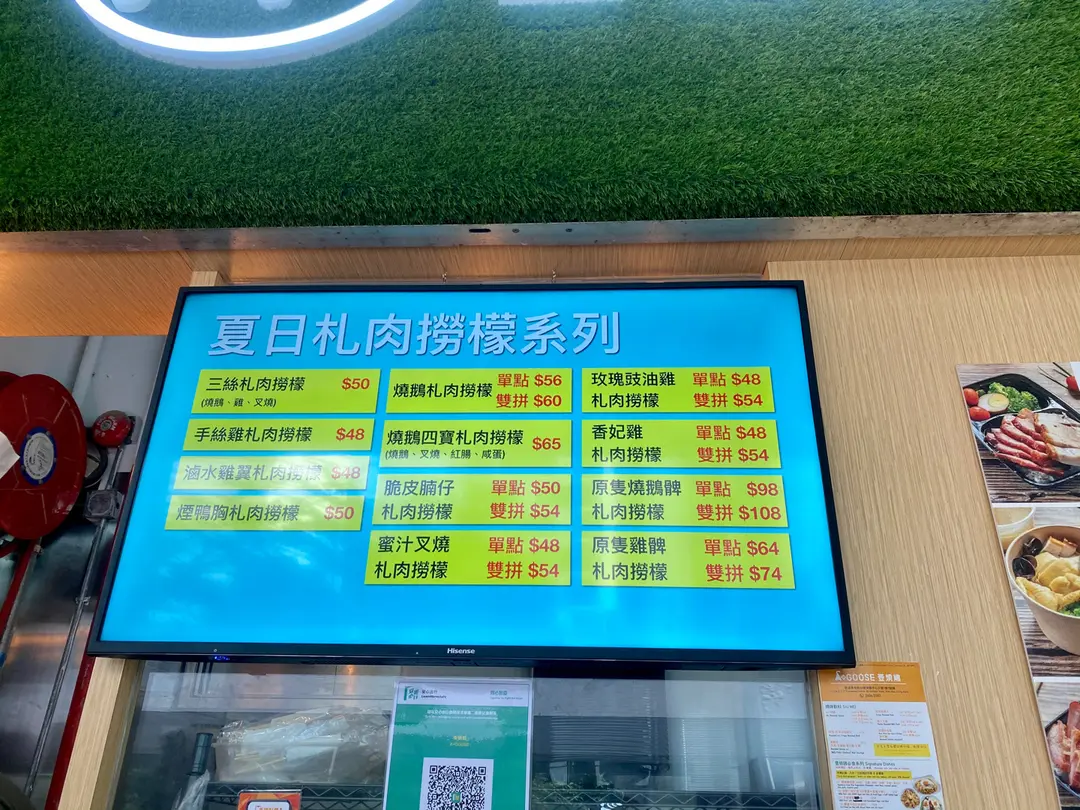 夏日札肉撈檬系列
三絲札肉撈檬 $50
(燒鵝、雞、叉燒)
手絲雞札肉撈檬 $48
滷水雞翼札肉撈檬 $48
煙鴨胸札肉撈檬 $50
燒鵝札肉撈檬 單點 $56
雙拼 $60
燒鵝四寶札肉撈檬 $65
(燒鵝、叉燒、紅腸、咸蛋)
脆皮腩仔 單點 $50
札肉撈檬 雙拼 $54
蜜汁叉燒 單點 $48
札肉撈檬 雙拼 $54
玫瑰豉油雞 單點 $48
札肉撈檬 雙拼 $54
香妃雞 單點 $48
札肉撈檬 雙拼 $54
原隻燒鵝髀 單點 $98
札肉撈檬 雙拼 $108
原隻雞髀 單點 $64
札肉撈檬 雙拼 $74
Hisense
GOOSE
Signature Dishes